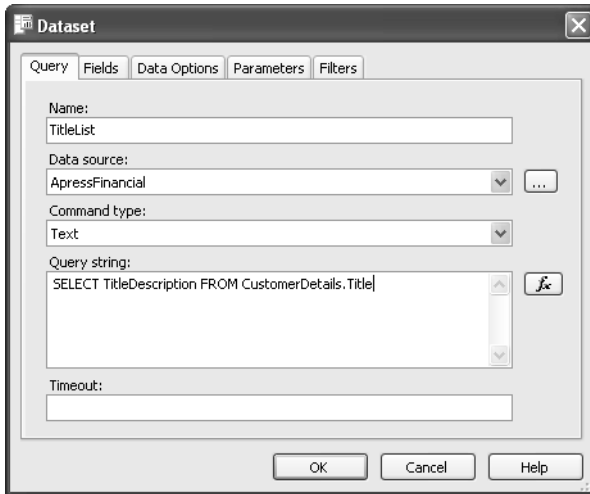 Dataset
Query Fields Data Options Parameters Filters
Name:
TitleList
Data source:
ApressFinancial
...
Command type:
Text
Query string:
SELECT TitleDescription FROM CustomerDetails.Title
fx
Timeout:
OK Cancel Help